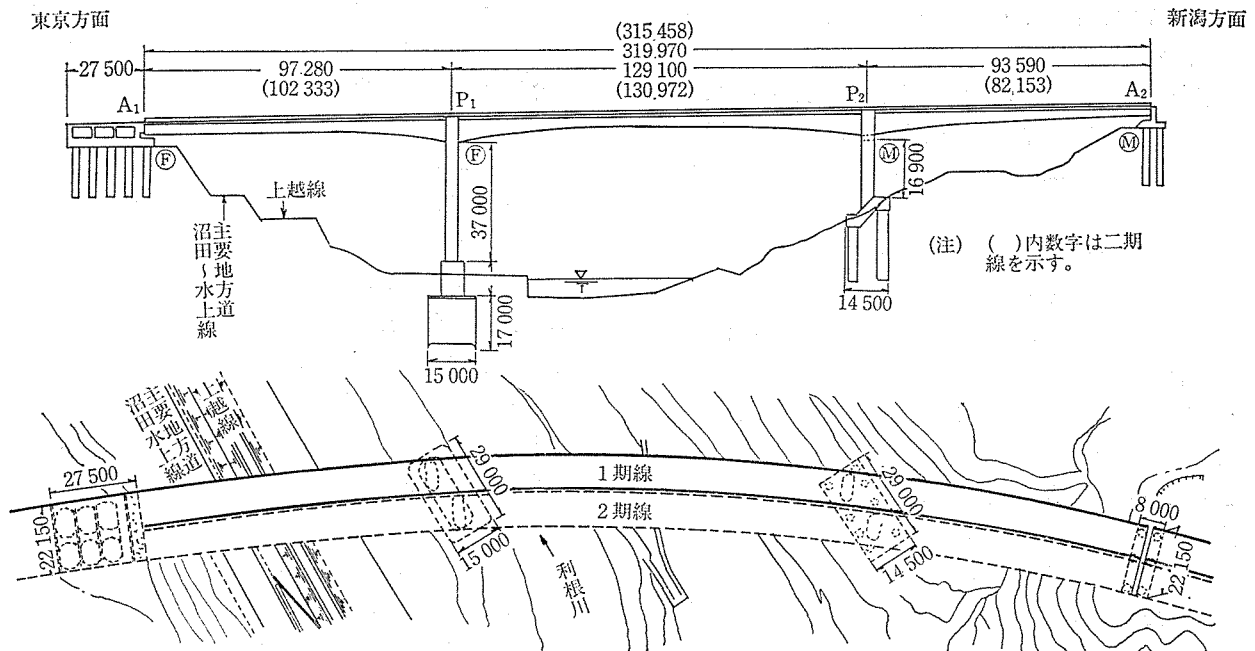 東京方面
新潟方面
(315.458)
319.970
27 500
97.280
(102 333)
129 100
(130.972)
93 590
(82,153)
A1
P1
P2
A2
F
F
M
M
上越線
主要地方道
沼田～水上線
37 000
17 000
15 000
16 900
14 500
(注) ( )内数字は二期
線を示す。
上越線
主要地方道
沼田水上線
27 500
22 150
29 000
15 000
1期線
2期線
利根川
29 000
14 500
8 000
22 150